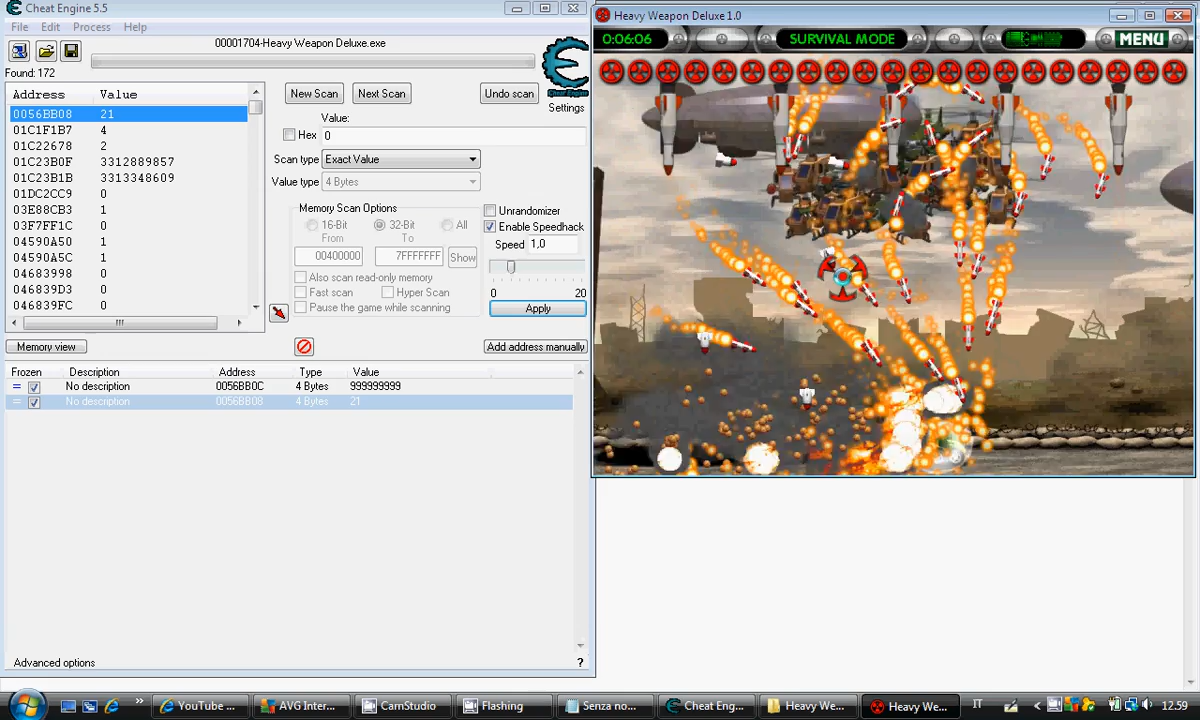 Cheat Engine 5.5
File Edit Process Help
00001704-Heavy Weapon Deluxe.exe
Found: 172
Address Value
0056BB08 21
01C1F1B7 4
01C22678 2
01C23B0F 3312889857
01C23B1B 3313348609
01DC2CC9 0
03E88CB3 1
03F7FF1C 0
04590A50 1
04590A5C 1
04683998 0
046839D3 0
046839FC 0
New Scan Next Scan Undo scan
Settings
Value:
Hex 0
Scan type Exact Value
Value type 4 Bytes
Memory Scan Options
16-Bit 32-Bit All
From To
00400000 7FFFFFFF Show
Also scan read-only memory
Fast scan Hyper Scan
Pause the game while scanning
Unrandomizer
Enable Speedhack
Speed 1,0
0 20
Apply
Memory view Add address manually
Frozen Description Address Type Value
= No description 0056BB0C 4 Bytes 999999999
= No description 0056BB08 4 Bytes 21
Advanced options ?
Heavy Weapon Deluxe 1.0
0:06:06 SURVIVAL MODE MENU
YouTube ... AVG Inter... CamStudio Flashing Senza no... Cheat Eng... Heavy We... Heavy We... IT 12.59